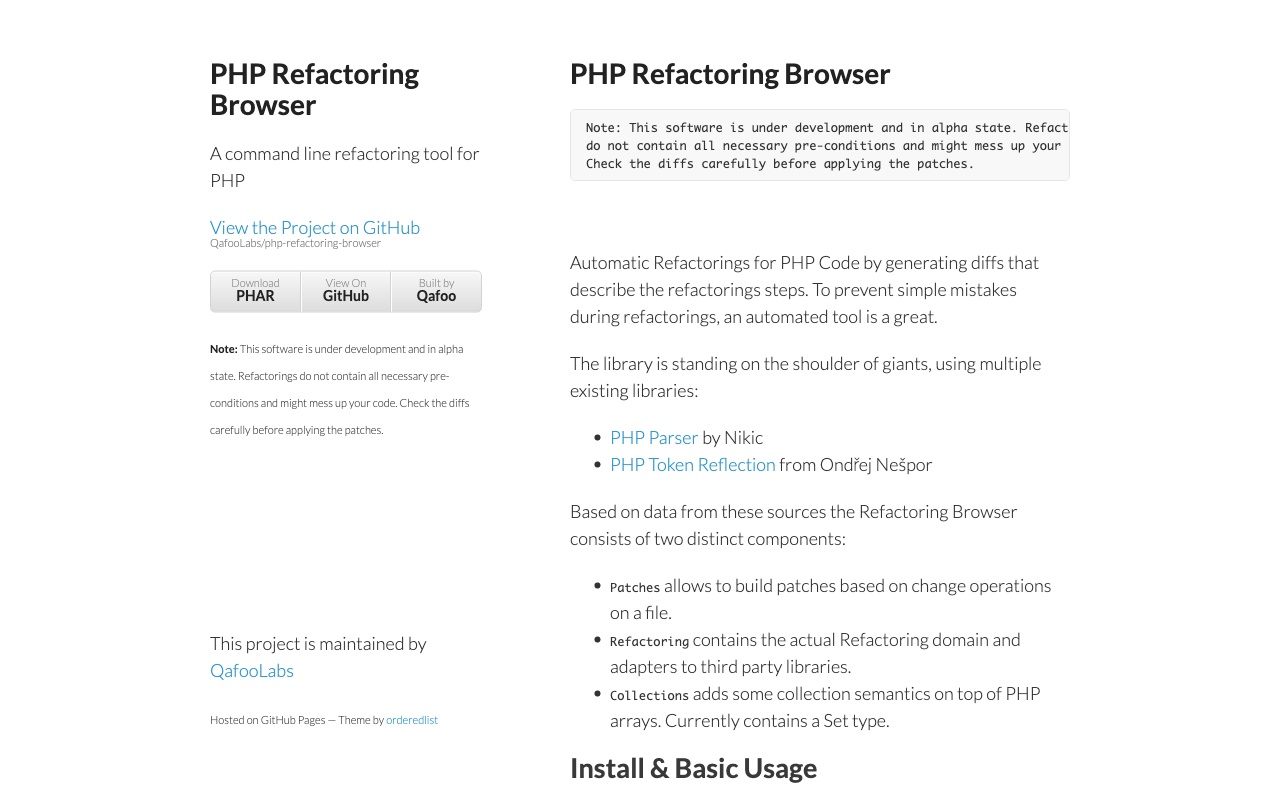 PHP Refactoring
Browser
A command line refactoring tool for
PHP
View the Project on GitHub
QafooLabs/php-refactoring-browser
Download
PHAR
View On
GitHub
Built by
Qafoo
Note: This software is under development and in alpha
state. Refactorings do not contain all necessary pre-
conditions and might mess up your code. Check the diffs
carefully before applying the patches.
This project is maintained by
QafooLabs
Hosted on GitHub Pages — Theme by orderedlist
PHP Refactoring Browser
Note: This software is under development and in alpha state. Refact
do not contain all necessary pre-conditions and might mess up your
Check the diffs carefully before applying the patches.
Automatic Refactorings for PHP Code by generating diffs that
describe the refactorings steps. To prevent simple mistakes
during refactorings, an automated tool is a great.
The library is standing on the shoulder of giants, using multiple
existing libraries:
• PHP Parser by Nikic
• PHP Token Reflection from Ondřej Nešpor
Based on data from these sources the Refactoring Browser
consists of two distinct components:
• Patches allows to build patches based on change operations
on a file.
• Refactoring contains the actual Refactoring domain and
adapters to third party libraries.
• Collections adds some collection semantics on top of PHP
arrays. Currently contains a Set type.
Install & Basic Usage